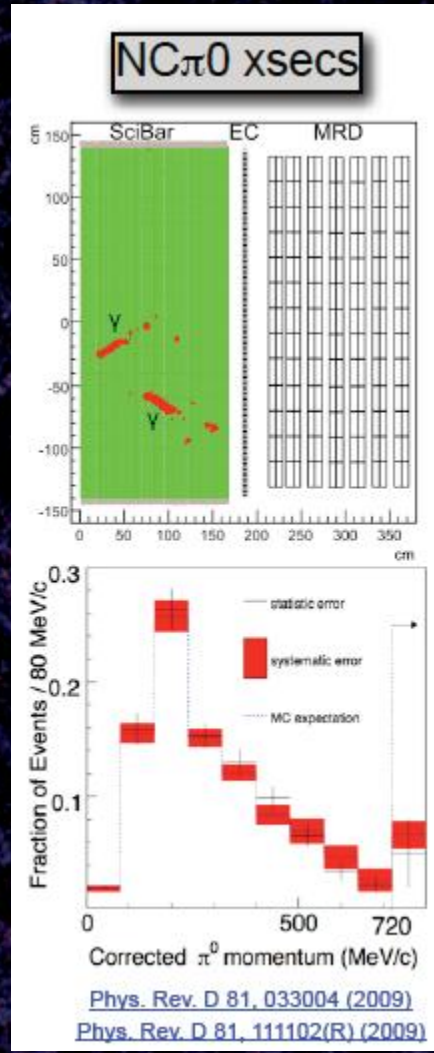 NCπ0 xsecs
SciBar EC MRD
cm
150
100
50
0
-50
-100
-150
γ
γ
0 50 100 150 200 250 300 350
cm
Fraction of Events / 80 MeV/c
0.3
0.2
0.1
statistic error
systematic error
MC expectation
0 500 720
Corrected π⁰ momentum (MeV/c)
Phys. Rev. D 81, 033004 (2009)
Phys. Rev. D 81, 111102(R) (2009)